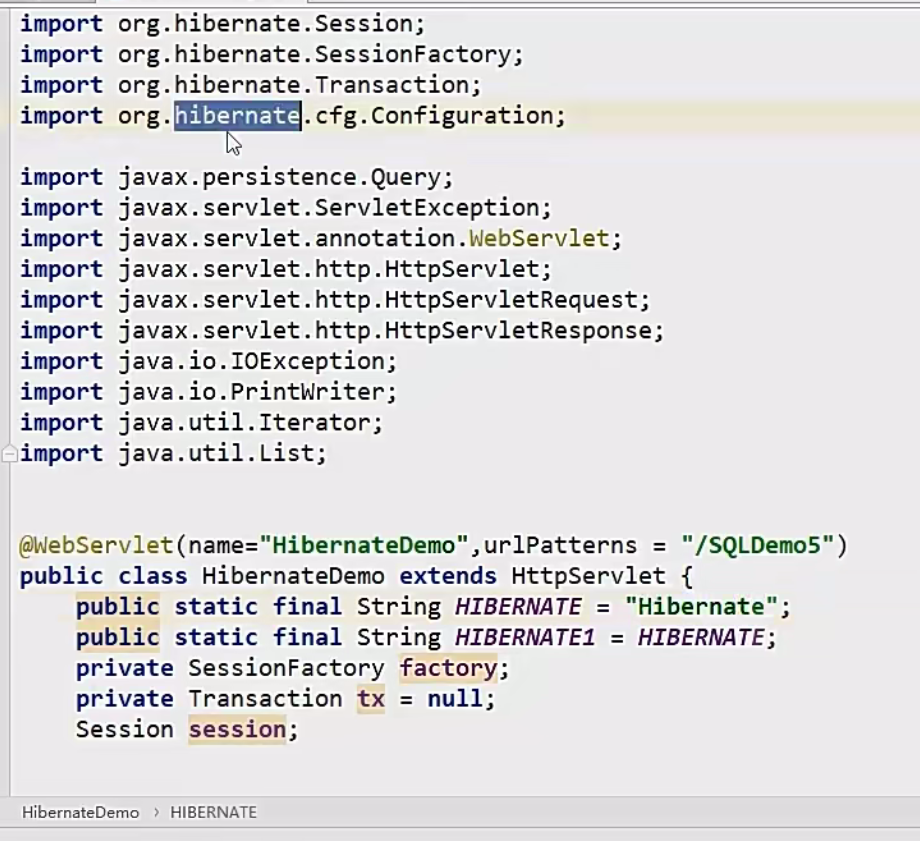 import org.hibernate.Session;
import org.hibernate.SessionFactory;
import org.hibernate.Transaction;
import org.hibernate.cfg.Configuration;
import javax.persistence.Query;
import javax.servlet.ServletException;
import javax.servlet.annotation.WebServlet;
import javax.servlet.http.HttpServlet;
import javax.servlet.http.HttpServletRequest;
import javax.servlet.http.HttpServletResponse;
import java.io.IOException;
import java.io.PrintWriter;
import java.util.Iterator;
import java.util.List;
@WebServlet(name="HibernateDemo",urlPatterns = "/SQLDemo5")
public class HibernateDemo extends HttpServlet {
    public static final String HIBERNATE = "Hibernate";
    public static final String HIBERNATE1 = HIBERNATE;
    private SessionFactory factory;
    private Transaction tx = null;
    Session session;
HibernateDemo › HIBERNATE